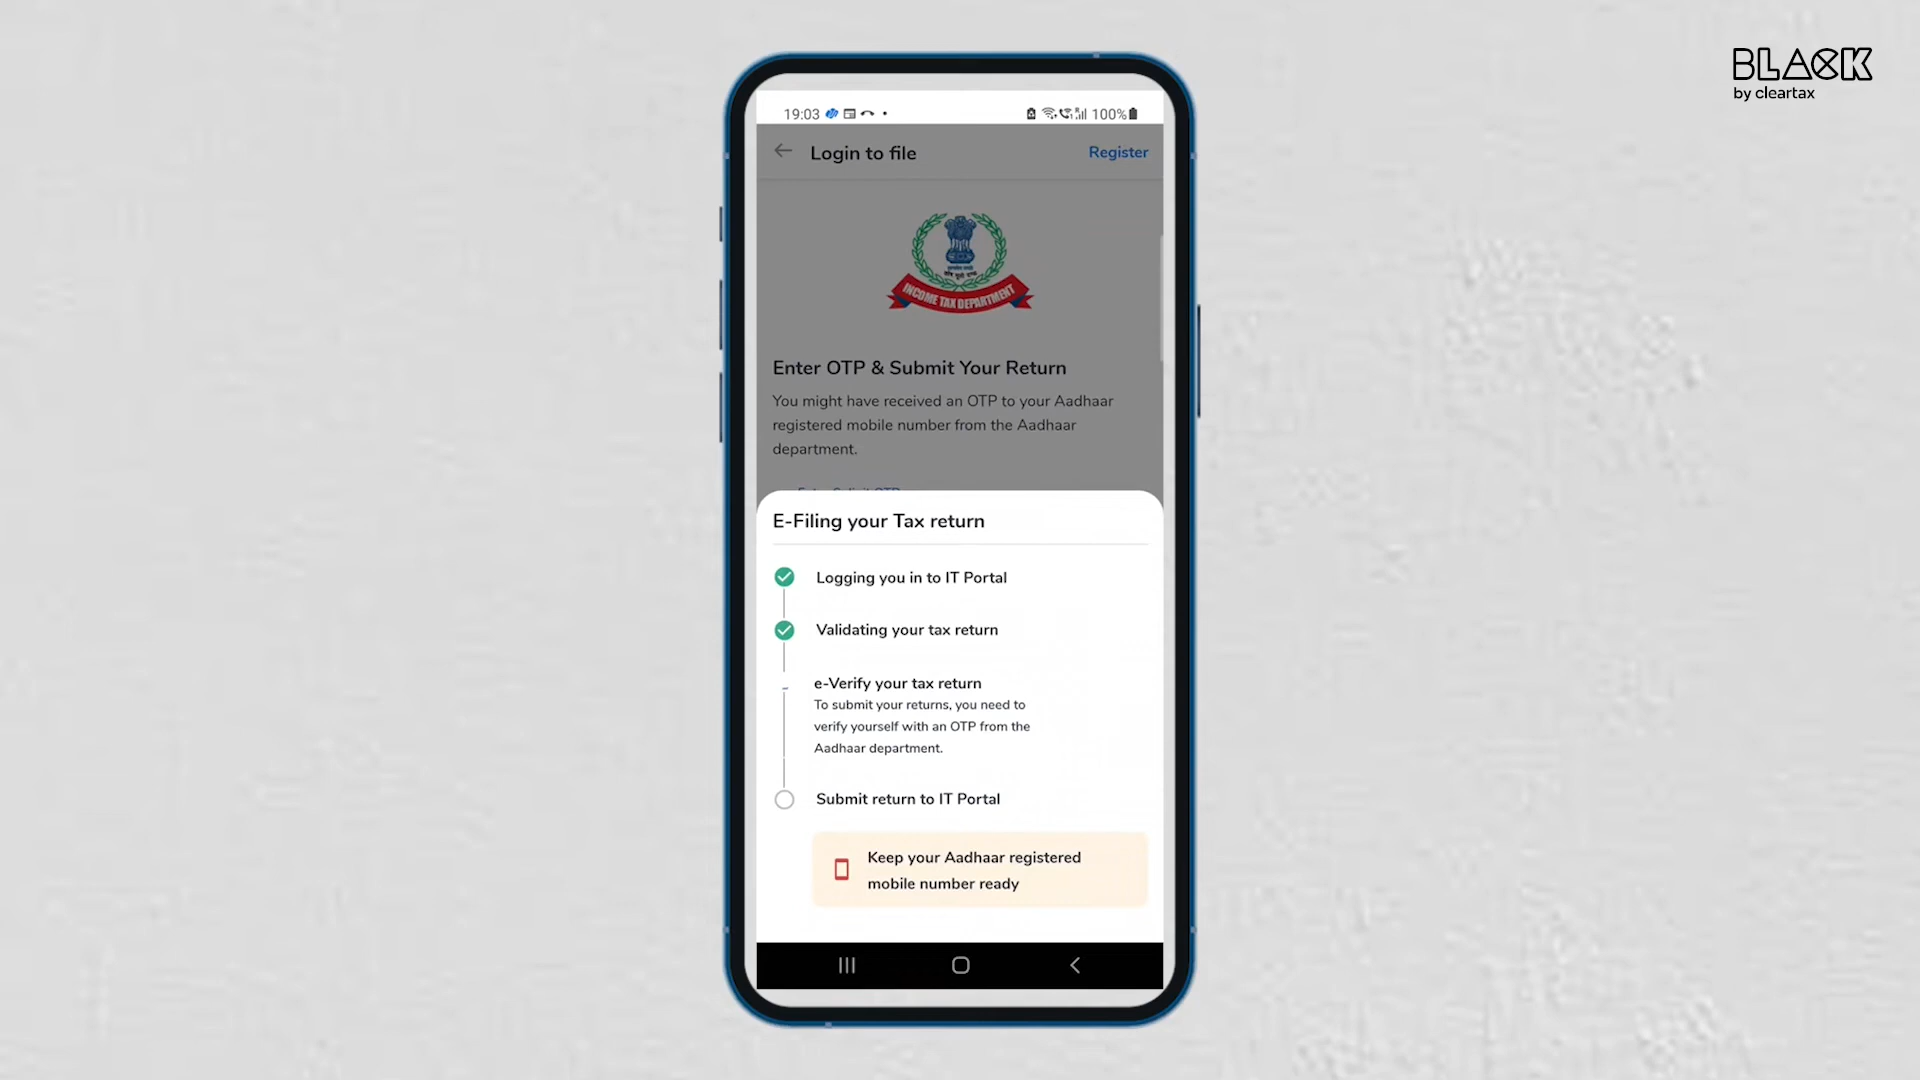 BLACK
by cleartax
19:03
100%
Login to file
Register
INCOME TAX DEPARTMENT
Enter OTP & Submit Your Return
You might have received an OTP to your Aadhaar
registered mobile number from the Aadhaar
department.
E-Filing your Tax return
Logging you in to IT Portal
Validating your tax return
e-Verify your tax return
To submit your returns, you need to
verify yourself with an OTP from the
Aadhaar department.
Submit return to IT Portal
Keep your Aadhaar registered
mobile number ready